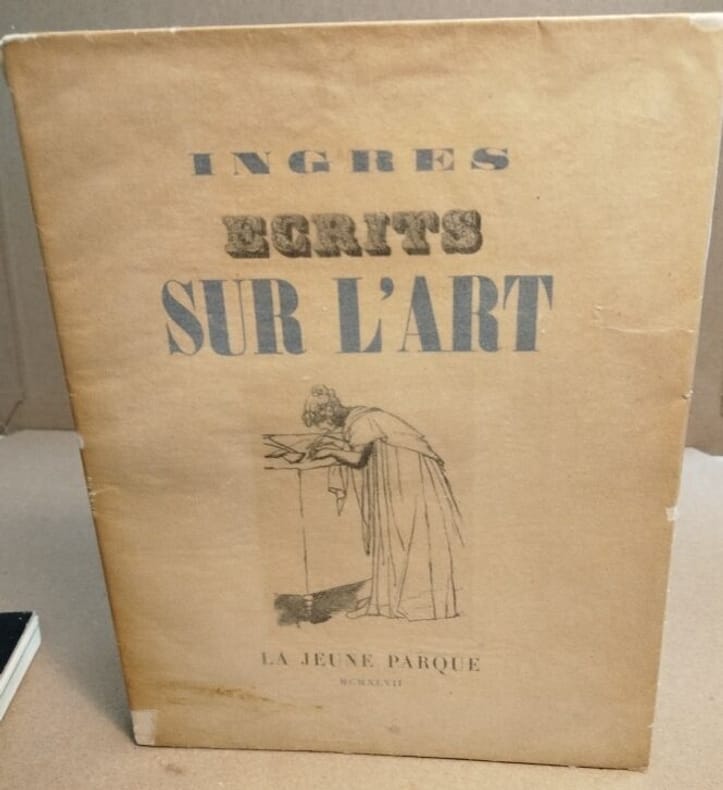 INGRES
ECRITS
SUR L'ART
LA JEUNE PARQUE
MCMXLVII